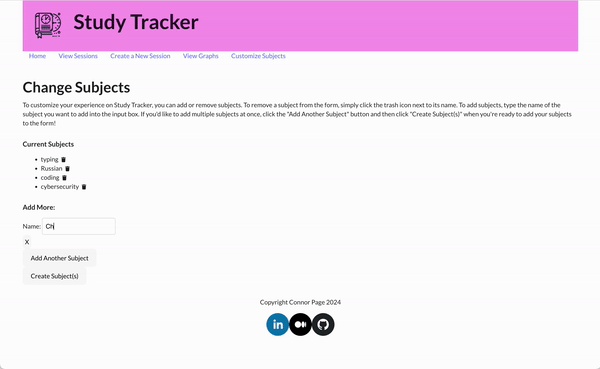 Study Tracker
Home View Sessions Create a New Session View Graphs Customize Subjects
Change Subjects
To customize your experience on Study Tracker, you can add or remove subjects. To remove a subject from the form, simply click the trash icon next to its name. To add subjects, type the name of the
subject you want to add into the input box. If you'd like to add multiple subjects at once, click the "Add Another Subject" button and then click "Create Subject(s)" when you're ready to add your subjects
to the form!
Current Subjects
typing
Russian
coding
cybersecurity
Add More:
Name: Ch
X
Add Another Subject
Create Subject(s)
Copyright Connor Page 2024
in